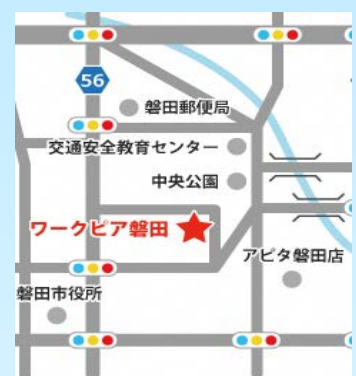 56
磐田郵便局
交通安全教育センター
中央公園
ワークピア磐田
アピタ磐田店
磐田市役所